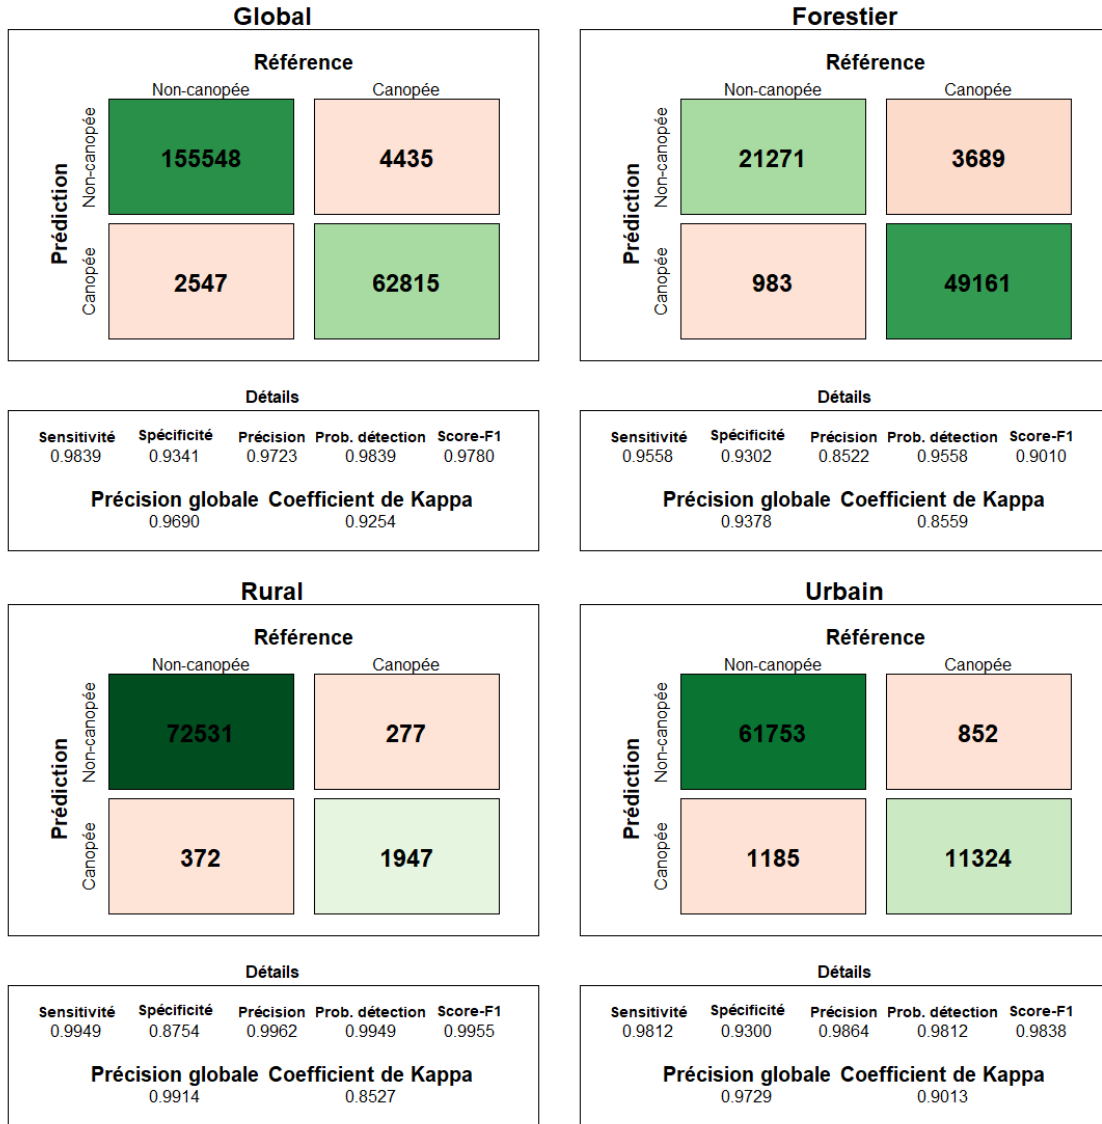 Global
Référence
Non-canopée Canopée
Prédiction
Non-canopée
155548 4435
Canopée
2547 62815
Détails
Sensitivité Spécificité Précision Prob. détection Score-F1
0.9839 0.9341 0.9723 0.9839 0.9780
Précision globale Coefficient de Kappa
0.9690 0.9254
Forestier
Référence
Non-canopée Canopée
Prédiction
Non-canopée
21271 3689
Canopée
983 49161
Détails
Sensitivité Spécificité Précision Prob. détection Score-F1
0.9558 0.9302 0.8522 0.9558 0.9010
Précision globale Coefficient de Kappa
0.9378 0.8559
Rural
Référence
Non-canopée Canopée
Prédiction
Non-canopée
72531 277
Canopée
372 1947
Détails
Sensitivité Spécificité Précision Prob. détection Score-F1
0.9949 0.8754 0.9962 0.9949 0.9955
Précision globale Coefficient de Kappa
0.9914 0.8527
Urbain
Référence
Non-canopée Canopée
Prédiction
Non-canopée
61753 852
Canopée
1185 11324
Détails
Sensitivité Spécificité Précision Prob. détection Score-F1
0.9812 0.9300 0.9864 0.9812 0.9838
Précision globale Coefficient de Kappa
0.9729 0.9013